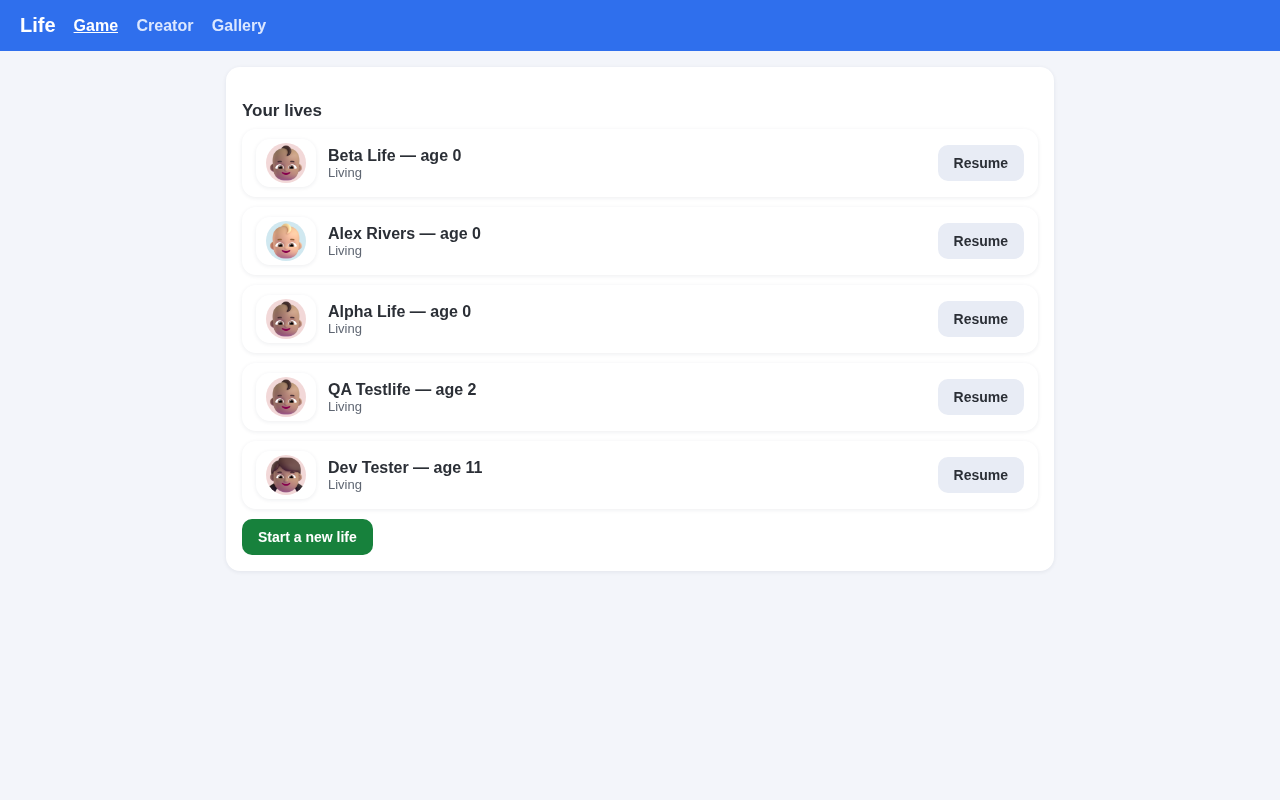 Life Game Creator Gallery
Your lives
Beta Life — age 0
Living
Resume
Alex Rivers — age 0
Living
Resume
Alpha Life — age 0
Living
Resume
QA Testlife — age 2
Living
Resume
Dev Tester — age 11
Living
Resume
Start a new life